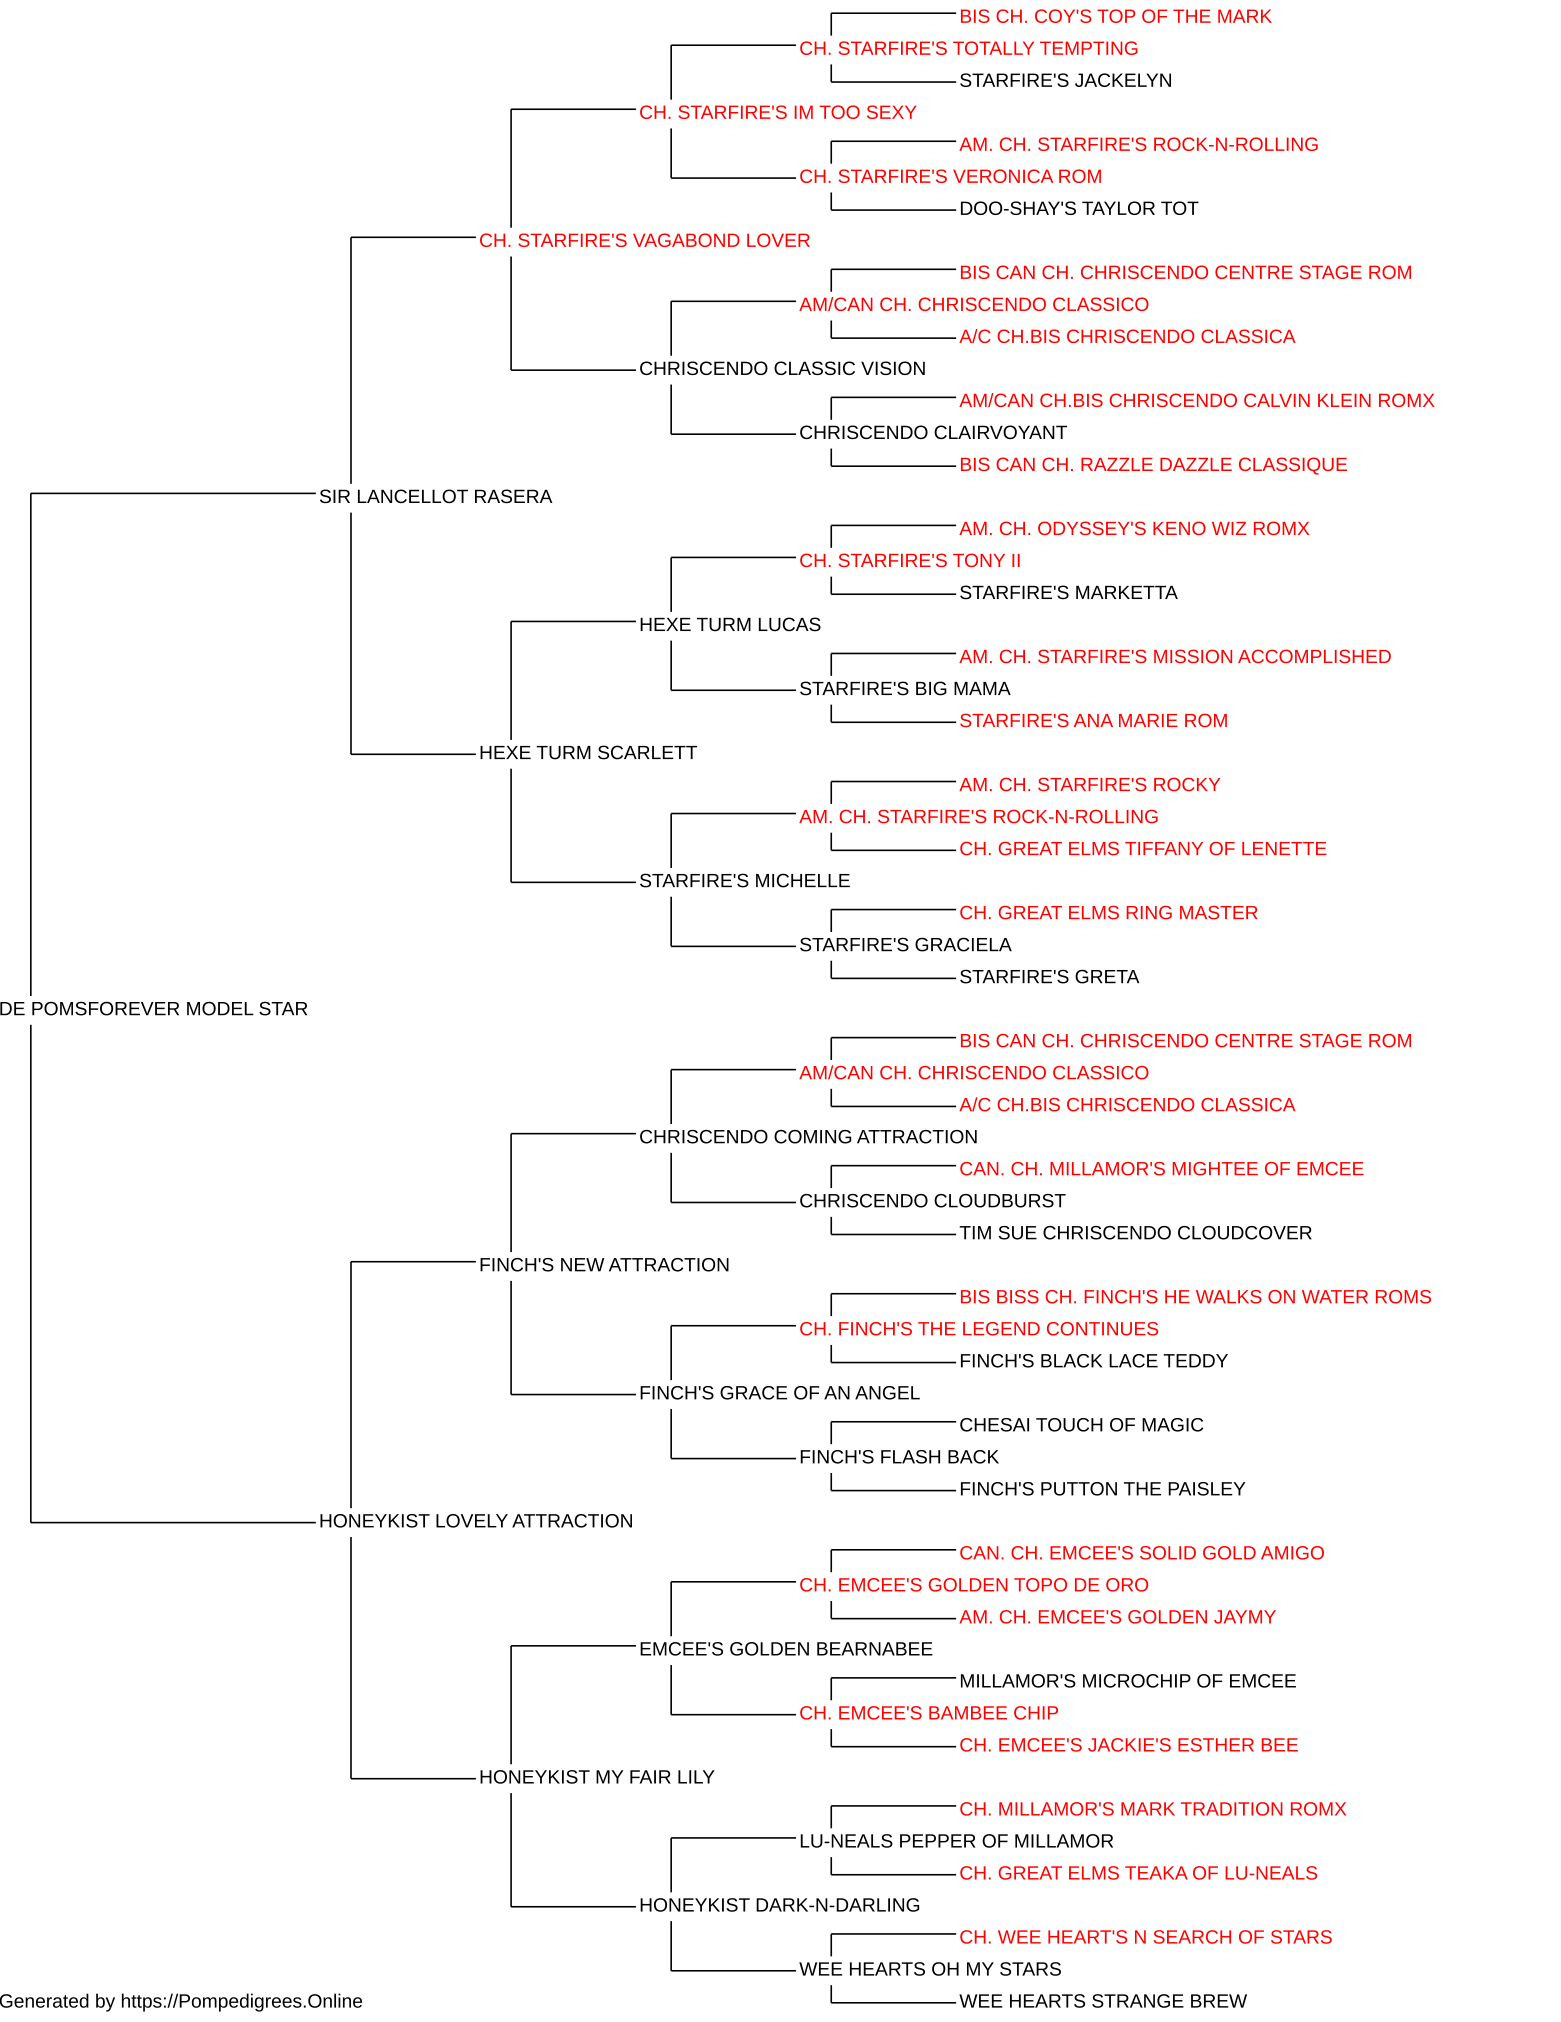 BIS CH. COY'S TOP OF THE MARK
CH. STARFIRE'S TOTALLY TEMPTING
STARFIRE'S JACKELYN
CH. STARFIRE'S IM TOO SEXY
AM. CH. STARFIRE'S ROCK-N-ROLLING
CH. STARFIRE'S VERONICA ROM
DOO-SHAY'S TAYLOR TOT
CH. STARFIRE'S VAGABOND LOVER
BIS CAN CH. CHRISCENDO CENTRE STAGE ROM
AM/CAN CH. CHRISCENDO CLASSICO
A/C CH.BIS CHRISCENDO CLASSICA
CHRISCENDO CLASSIC VISION
AM/CAN CH.BIS CHRISCENDO CALVIN KLEIN ROMX
CHRISCENDO CLAIRVOYANT
BIS CAN CH. RAZZLE DAZZLE CLASSIQUE
SIR LANCELLOT RASERA
AM. CH. ODYSSEY'S KENO WIZ ROMX
CH. STARFIRE'S TONY II
STARFIRE'S MARKETTA
HEXE TURM LUCAS
AM. CH. STARFIRE'S MISSION ACCOMPLISHED
STARFIRE'S BIG MAMA
STARFIRE'S ANA MARIE ROM
HEXE TURM SCARLETT
AM. CH. STARFIRE'S ROCKY
AM. CH. STARFIRE'S ROCK-N-ROLLING
CH. GREAT ELMS TIFFANY OF LENETTE
STARFIRE'S MICHELLE
CH. GREAT ELMS RING MASTER
STARFIRE'S GRACIELA
STARFIRE'S GRETA
DE POMSFOREVER MODEL STAR
BIS CAN CH. CHRISCENDO CENTRE STAGE ROM
AM/CAN CH. CHRISCENDO CLASSICO
A/C CH.BIS CHRISCENDO CLASSICA
CHRISCENDO COMING ATTRACTION
CAN. CH. MILLAMOR'S MIGHTEE OF EMCEE
CHRISCENDO CLOUDBURST
TIM SUE CHRISCENDO CLOUDCOVER
FINCH'S NEW ATTRACTION
BIS BISS CH. FINCH'S HE WALKS ON WATER ROMS
CH. FINCH'S THE LEGEND CONTINUES
FINCH'S BLACK LACE TEDDY
FINCH'S GRACE OF AN ANGEL
CHESAI TOUCH OF MAGIC
FINCH'S FLASH BACK
FINCH'S PUTTON THE PAISLEY
HONEYKIST LOVELY ATTRACTION
CAN. CH. EMCEE'S SOLID GOLD AMIGO
CH. EMCEE'S GOLDEN TOPO DE ORO
AM. CH. EMCEE'S GOLDEN JAYMY
EMCEE'S GOLDEN BEARNABEE
MILLAMOR'S MICROCHIP OF EMCEE
CH. EMCEE'S BAMBEE CHIP
CH. EMCEE'S JACKIE'S ESTHER BEE
HONEYKIST MY FAIR LILY
CH. MILLAMOR'S MARK TRADITION ROMX
LU-NEALS PEPPER OF MILLAMOR
CH. GREAT ELMS TEAKA OF LU-NEALS
HONEYKIST DARK-N-DARLING
CH. WEE HEART'S N SEARCH OF STARS
WEE HEARTS OH MY STARS
WEE HEARTS STRANGE BREW
Generated by https://Pompedigrees.Online